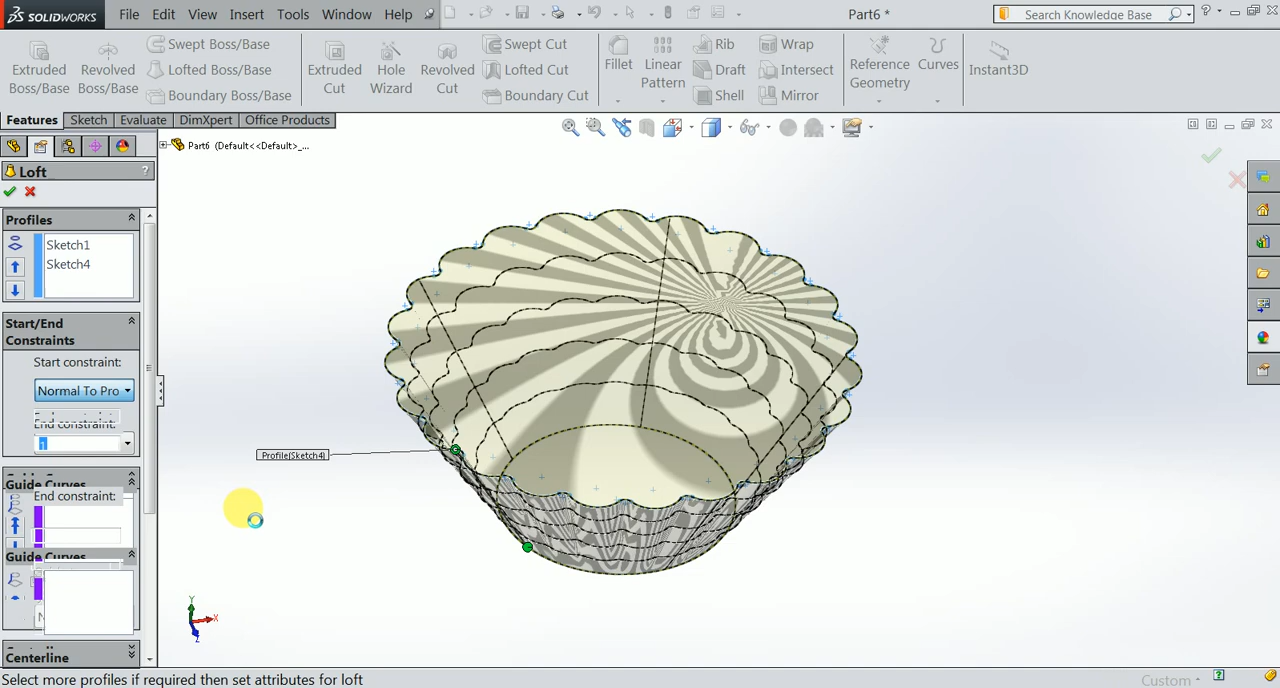 SOLIDWORKS File Edit View Insert Tools Window Help Part6 * Search Knowledge Base ?
Extruded Boss/Base
Revolved Boss/Base
Swept Boss/Base
Lofted Boss/Base
Boundary Boss/Base
Extruded Cut
Hole Wizard
Revolved Cut
Swept Cut
Lofted Cut
Boundary Cut
Fillet
Linear Pattern
Rib
Draft
Shell
Wrap
Intersect
Mirror
Reference Geometry
Curves
Instant3D
Features Sketch Evaluate DimXpert Office Products
Part6 (Default<<Default>_...
Loft ?
Profiles
Sketch1
Sketch4
Start/End Constraints
Start constraint:
Normal To Pro
End constraint:
1
Guide Curves
End constraint:
Guide Curves
N
Centerline
Profile(Sketch4)
Y
X
Z
Select more profiles if required then set attributes for loft
Custom
?